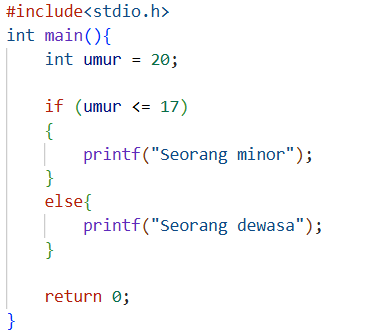 #include<stdio.h>
int main(){
    int umur = 20;

    if (umur <= 17)
    {
        printf("Seorang minor");
    }
    else{
        printf("Seorang dewasa");
    }

    return 0;
}